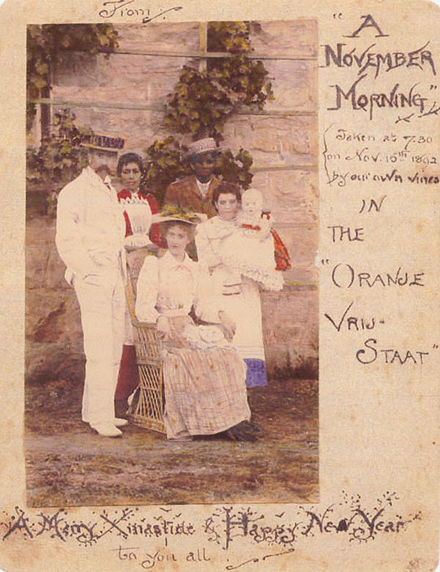 From
"A
November
Morning"
(Taken at 7.30
on Nov. 10th 1892
by our own vines)
IN
THE
"Oranje
Vrij-
Staat"
A Merry Xmastide & Happy New Year
to you all...